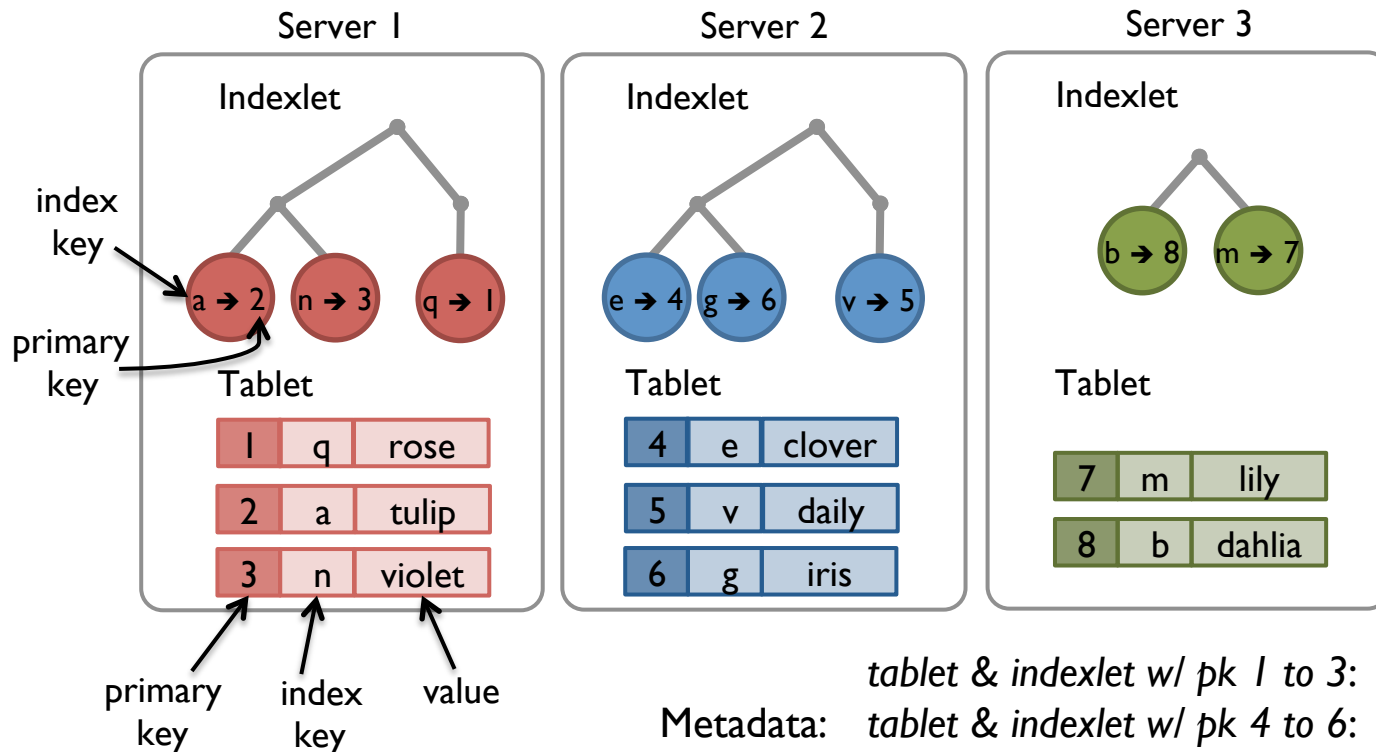 Server 1 Server 2 Server 3
Indexlet Indexlet Indexlet
index
key
a → 2 n → 3 q → 1 e → 4 g → 6 v → 5 b → 8 m → 7
primary
key
Tablet Tablet Tablet
1 q rose 4 e clover
2 a tulip 5 v daily 7 m lily
3 n violet 6 g iris 8 b dahlia
primary
key
index
key
value
tablet & indexlet w/ pk 1 to 3:
Metadata: tablet & indexlet w/ pk 4 to 6: